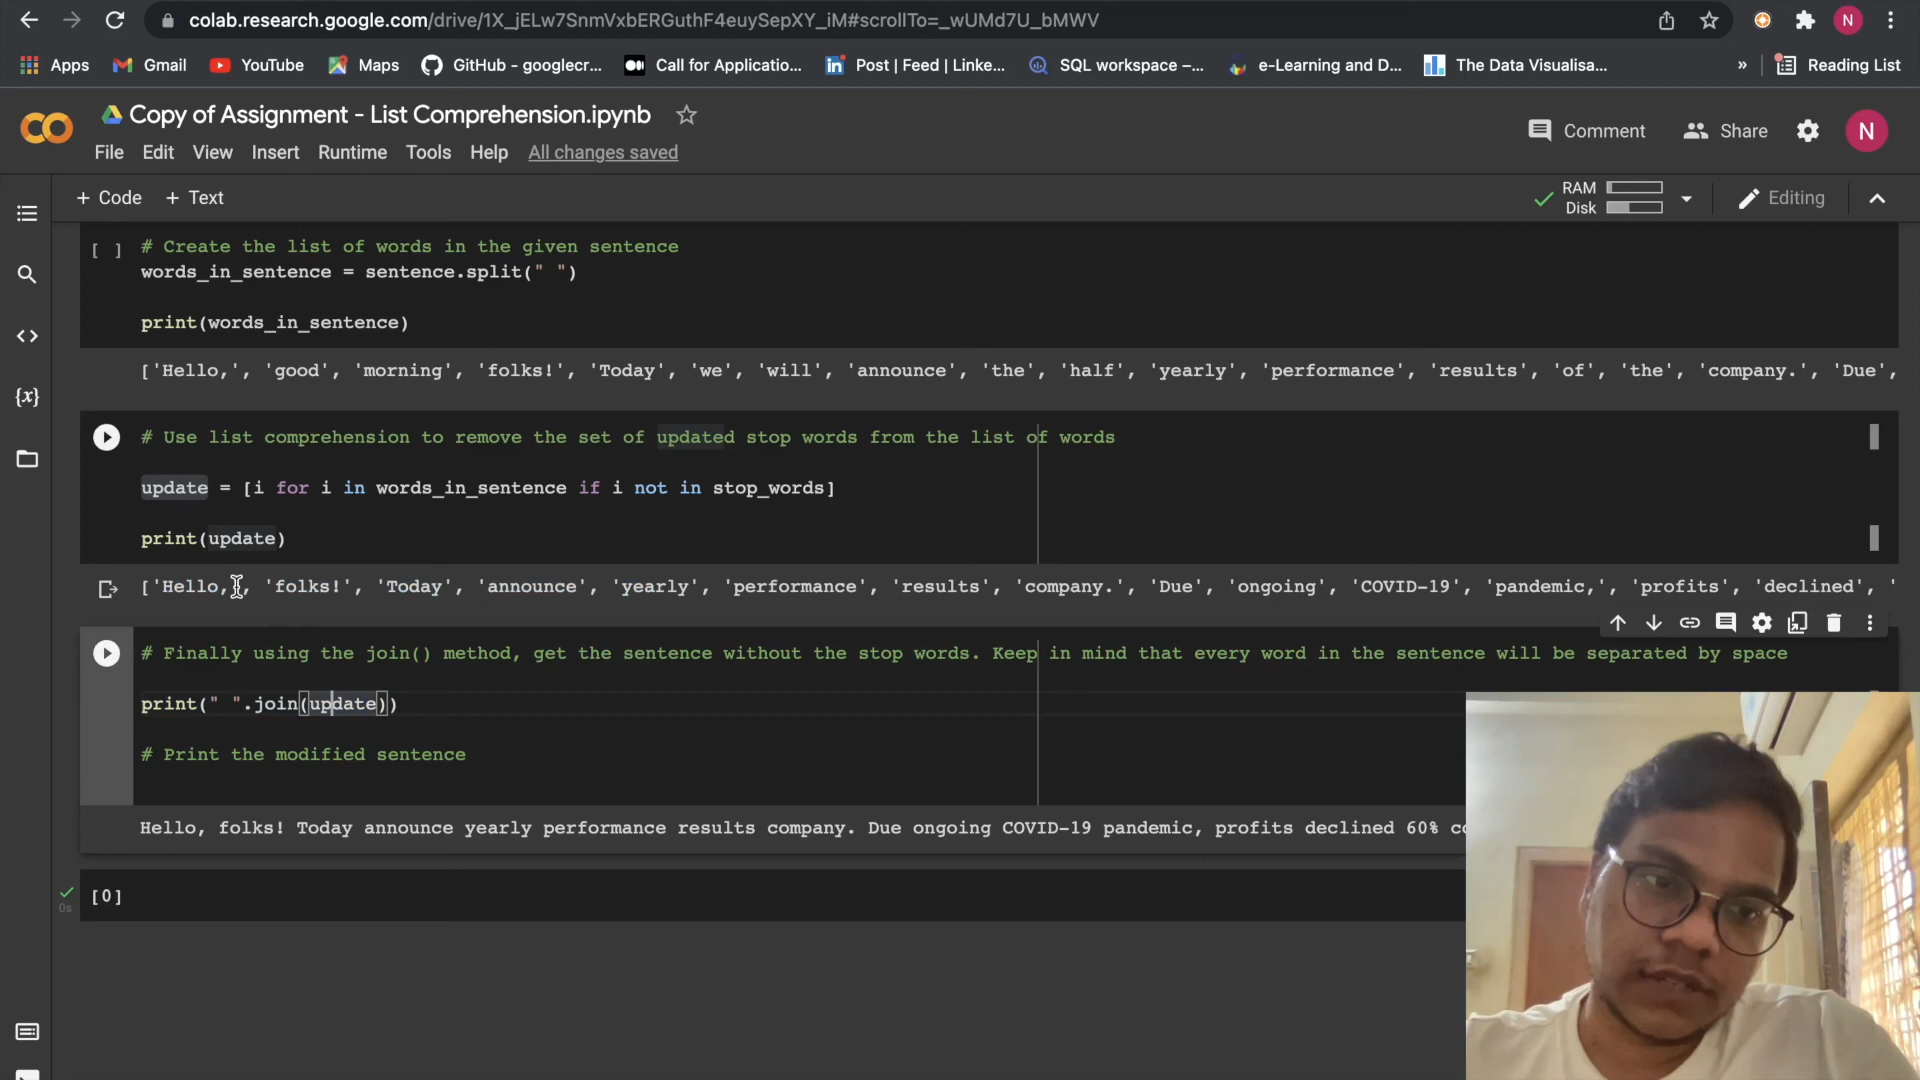 colab.research.google.com/drive/1X_jELw7SnmVxbERGuthF4euySepXY_iM#scrollTo=_wUMd7U_bMWV
N
Apps Gmail YouTube Maps GitHub - googlecr... Call for Applicatio... Post | Feed | Linke... SQL workspace –... e-Learning and D... The Data Visualisa... » Reading List
Copy of Assignment - List Comprehension.ipynb
Comment Share N
File Edit View Insert Runtime Tools Help All changes saved
+ Code + Text
RAM
Disk
Editing
[ ] # Create the list of words in the given sentence
words_in_sentence = sentence.split(" ")
print(words_in_sentence)
['Hello,', 'good', 'morning', 'folks!', 'Today', 'we', 'will', 'announce', 'the', 'half', 'yearly', 'performance', 'results', 'of', 'the', 'company.', 'Due',
# Use list comprehension to remove the set of updated stop words from the list of words
update = [i for i in words_in_sentence if i not in stop_words]
print(update)
['Hello,', 'folks!', 'Today', 'announce', 'yearly', 'performance', 'results', 'company.', 'Due', 'ongoing', 'COVID-19', 'pandemic,', 'profits', 'declined', '
# Finally using the join() method, get the sentence without the stop words. Keep in mind that every word in the sentence will be separated by space
print(" ".join(update))
# Print the modified sentence
Hello, folks! Today announce yearly performance results company. Due ongoing COVID-19 pandemic, profits declined 60% co
[0]
0s
{x}